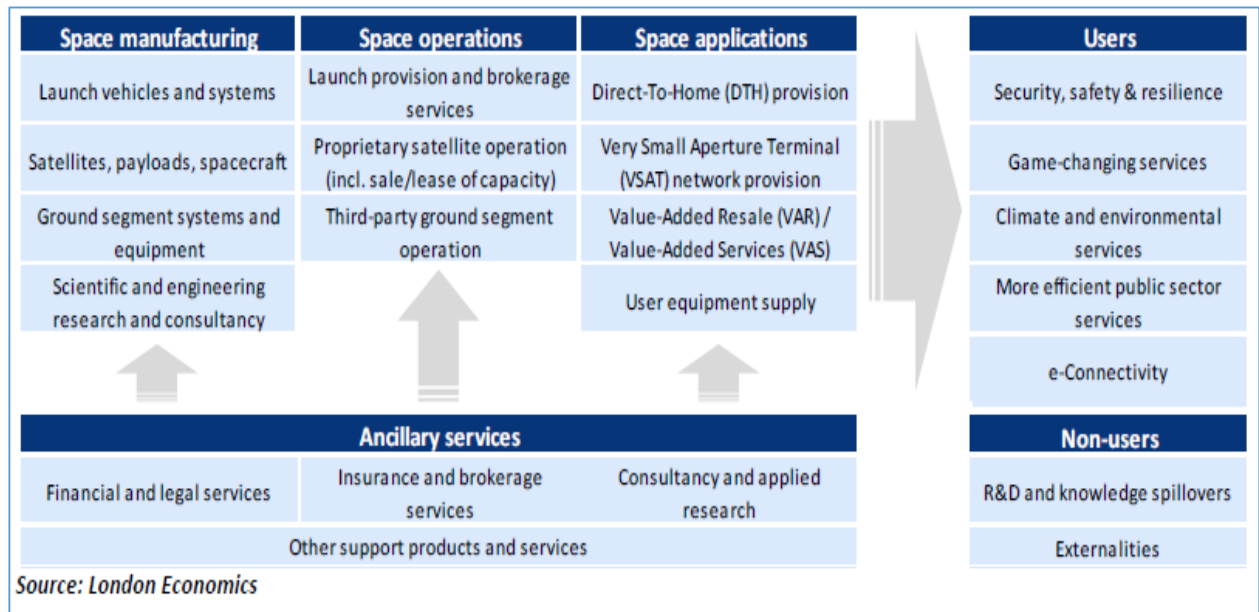 Space manufacturing
Launch vehicles and systems
Satellites, payloads, spacecraft
Ground segment systems and
equipment
Scientific and engineering
research and consultancy
Space operations
Launch provision and brokerage
services
Proprietary satellite operation
(incl. sale/lease of capacity)
Third-party ground segment
operation
Space applications
Direct-To-Home (DTH) provision
Very Small Aperture Terminal
(VSAT) network provision
Value-Added Resale (VAR) /
Value-Added Services (VAS)
User equipment supply
Users
Security, safety & resilience
Game-changing services
Climate and environmental
services
More efficient public sector
services
e-Connectivity
Ancillary services
Financial and legal services
Insurance and brokerage
services
Consultancy and applied
research
Other support products and services
Non-users
R&D and knowledge spillovers
Externalities
Source: London Economics